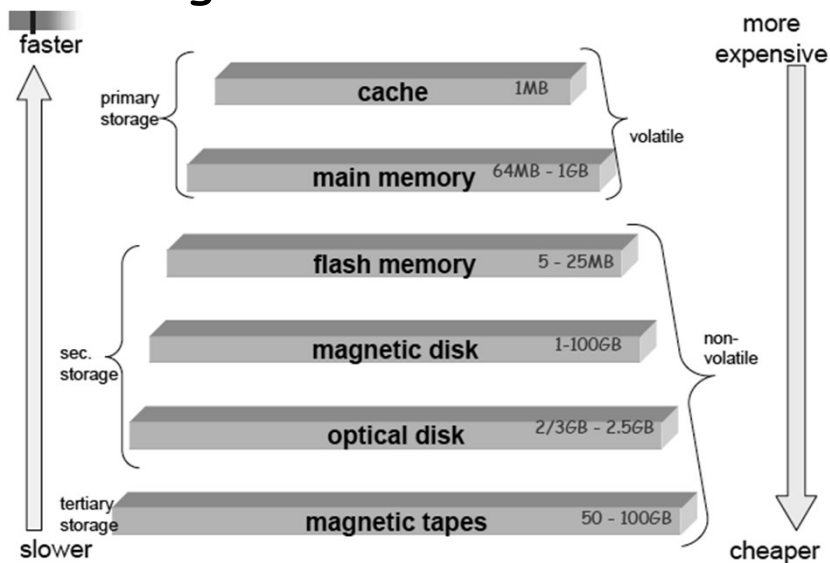 faster
more
expensive
primary
storage
cache 1MB
volatile
main memory 64MB - 1GB
flash memory 5 - 25MB
sec.
storage
magnetic disk 1-100GB
non-
volatile
optical disk 2/3GB - 2.5GB
tertiary
storage
magnetic tapes 50 - 100GB
slower
cheaper